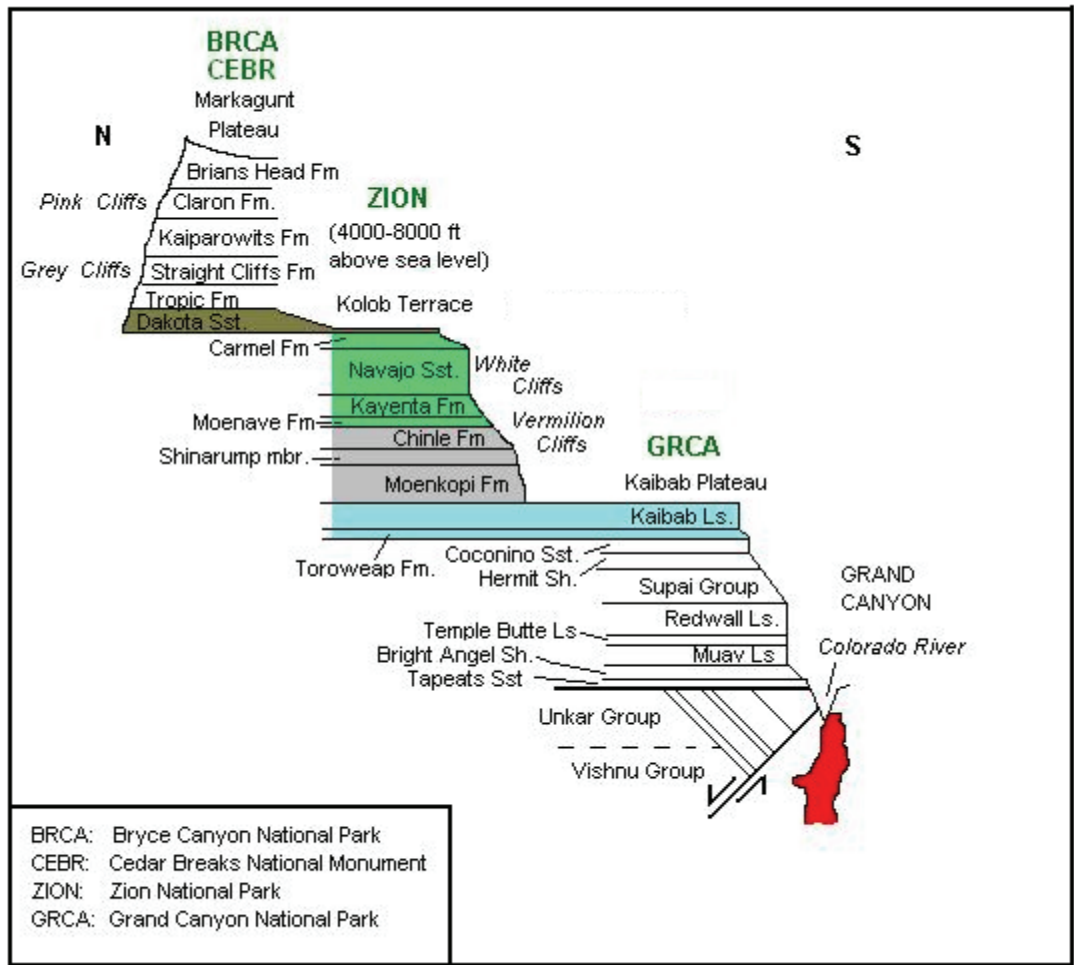 BRCA
CEBR
Markagunt
Plateau
N
S
Brians Head Fm
Pink Cliffs
Claron Fm.
ZION
(4000-8000 ft
above sea level)
Kaiparowits Fm
Grey Cliffs
Straight Cliffs Fm
Tropic Fm
Kolob Terrace
Dakota Sst.
Carmel Fm
Navajo Sst.
White
Cliffs
Kayenta Fm
Moenave Fm
Vermilion
Cliffs
Chinle Fm
Shinarump mbr.
GRCA
Kaibab Plateau
Moenkopi Fm
Kaibab Ls.
Toroweap Fm.
Coconino Sst.
Hermit Sh.
Supai Group
GRAND
CANYON
Redwall Ls.
Temple Butte Ls
Colorado River
Bright Angel Sh.
Muav Ls
Tapeats Sst
Unkar Group
Vishnu Group
BRCA: Bryce Canyon National Park
CEBR: Cedar Breaks National Monument
ZION: Zion National Park
GRCA: Grand Canyon National Park